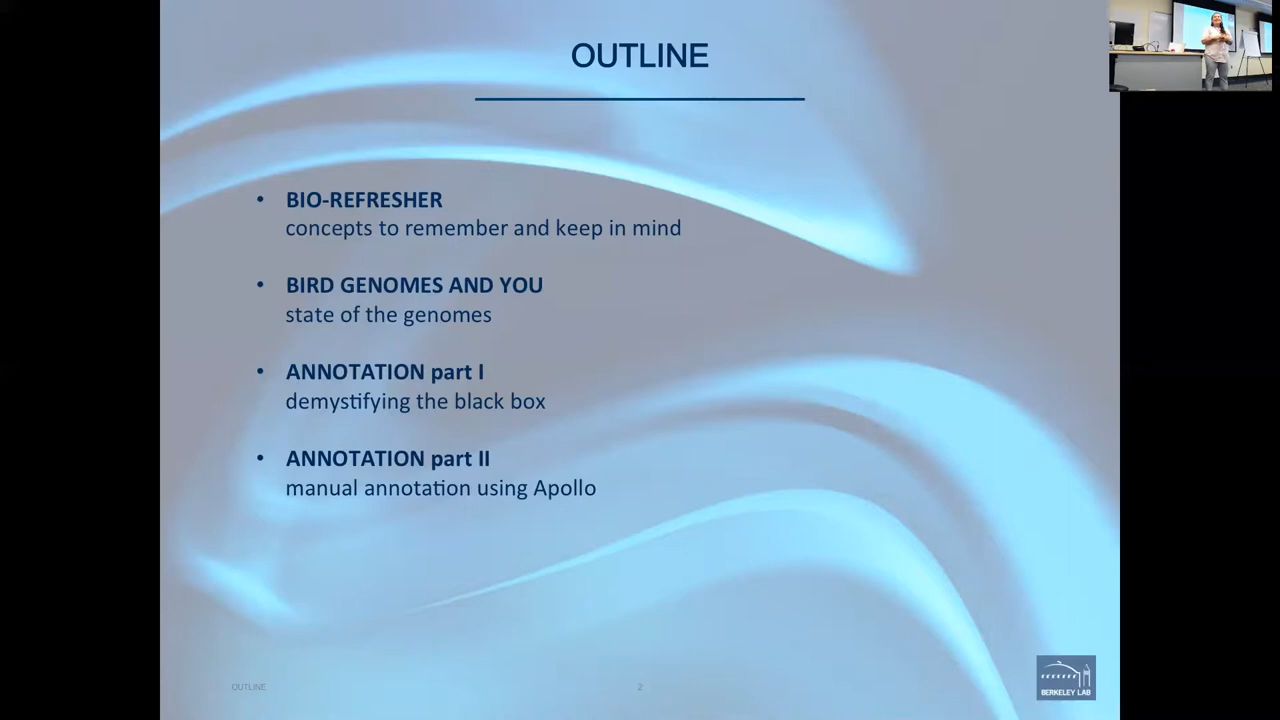 OUTLINE
• BIO-REFRESHER
concepts to remember and keep in mind
• BIRD GENOMES AND YOU
state of the genomes
• ANNOTATION part I
demystifying the black box
• ANNOTATION part II
manual annotation using Apollo
OUTLINE
2
BERKELEY LAB